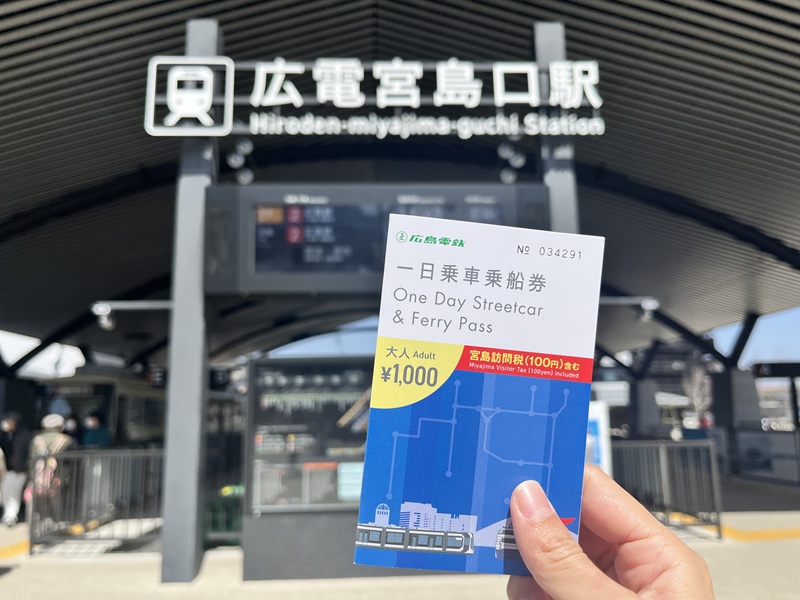 広電宮島口駅
Hiroden-miyajima-guchi Station
広島電鉄
№ 034291
一日乗車乗船券
One Day Streetcar
& Ferry Pass
大人 Adult
¥1,000
宮島訪問税(100円)含む
Miyajima Visitor Tax (100yen) included